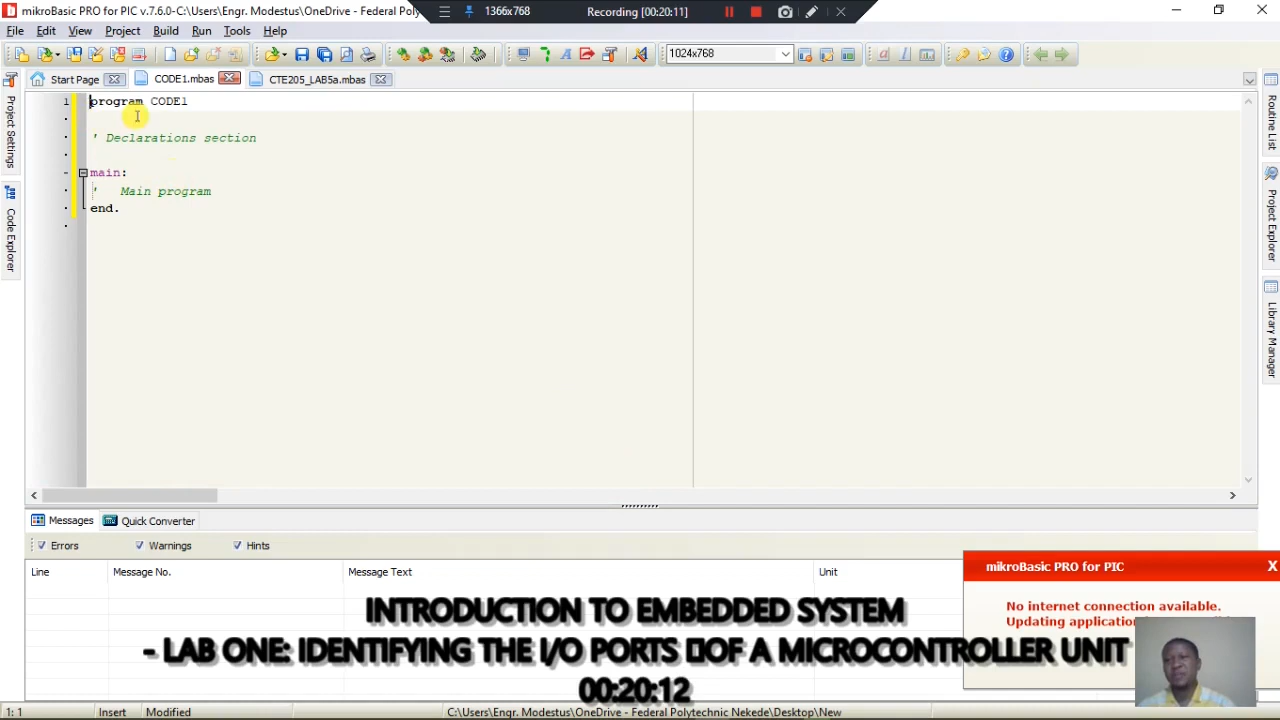 mikroBasic PRO for PIC v.7.6.0-C:\Users\Engr. Modestus\OneDrive - Federal Poly
1366x768
Recording [00:20:11]
File Edit View Project Build Run Tools Help
1024x768
Start Page CODE1.mbas CTE205_LAB5a.mbas
Project Settings
Code Explorer
1 program CODE1
' Declarations section
main:
' Main program
end.
Routine List
Project Explorer
Library Manager
Messages Quick Converter
Errors Warnings Hints
Line Message No. Message Text Unit
mikroBasic PRO for PIC X
No internet connection available.
Updating application
INTRODUCTION TO EMBEDDED SYSTEM
- LAB ONE: IDENTIFYING THE I/O PORTS OF A MICROCONTROLLER UNIT
00:20:12
1: 1 Insert Modified C:\Users\Engr. Modestus\OneDrive - Federal Polytechnic Nekede\Desktop\New